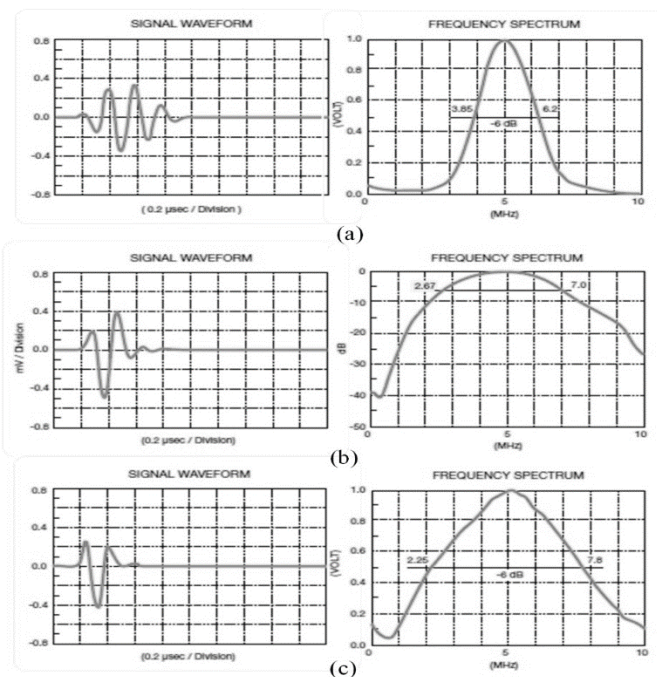 SIGNAL WAVEFORM
0.8
0.4
0.0
-0.4
-0.8
( 0.2 µsec / Division )
FREQUENCY SPECTRUM
(VOLT)
1.0
0.8
0.6
0.4
0.2
0.0
3.85
6.2
-6 dB
0
5
10
(MHz)
(a)
SIGNAL WAVEFORM
mV / Division
0.8
0.4
0.0
-0.4
-0.8
(0.2 µsec / Division)
FREQUENCY SPECTRUM
dB
0
-10
-20
-30
-40
-50
2.67
7.0
0
5
10
(MHz)
(b)
SIGNAL WAVEFORM
0.8
0.4
0.0
-0.4
-0.8
(0.2 µsec / Division)
FREQUENCY SPECTRUM
(VOLT)
1.0
0.8
0.6
0.4
0.2
0.0
2.25
7.8
-6 dB
0
5
10
(MHz)
(c)